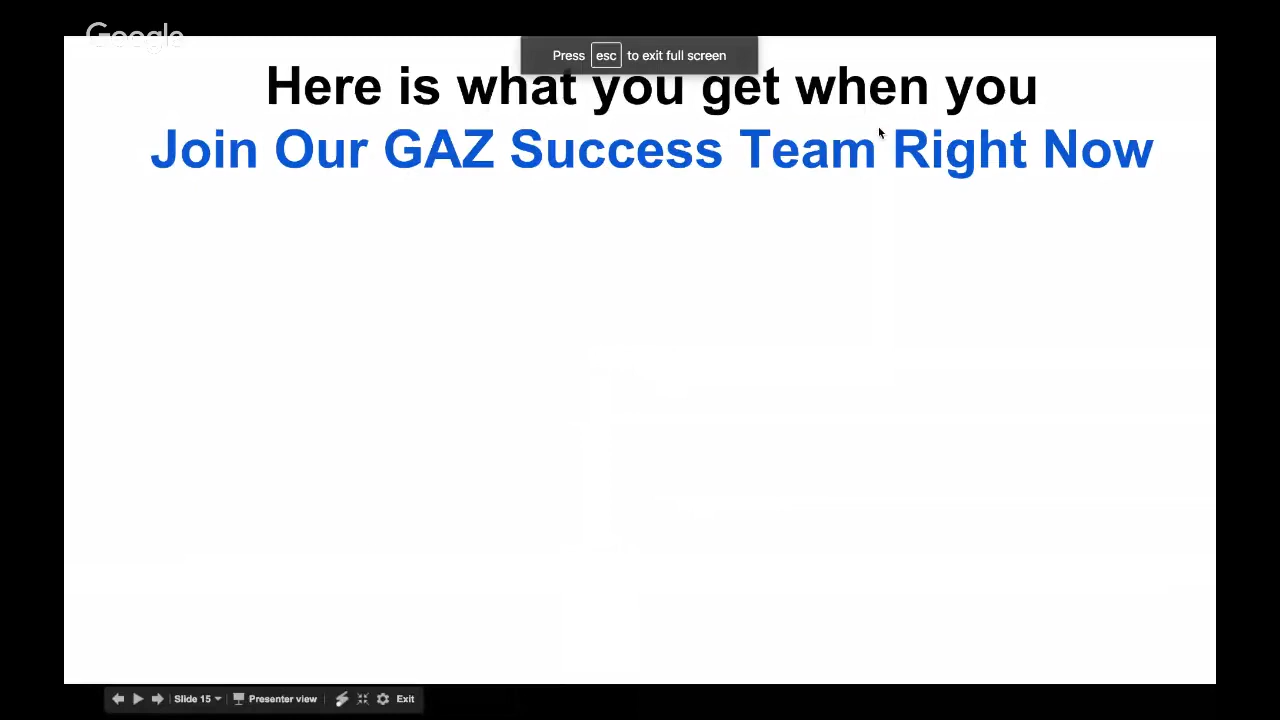 Google
Press esc to exit full screen
Here is what you get when you
Join Our GAZ Success Team Right Now
Slide 15 Presenter view Exit